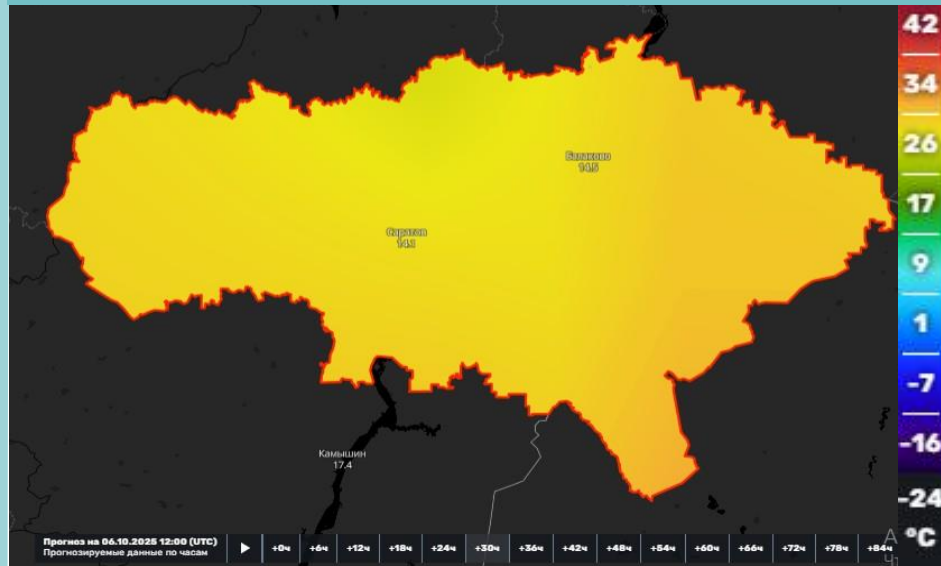 42
34
26
17
9
1
-7
-16
-24
°C
Балаково
14.5
Саратов
14.1
Камышин
17.4
Прогноз на 06.10.2025 12:00 (UTC)
Прогнозируемые данные по часам
+0ч +6ч +12ч +18ч +24ч +30ч +36ч +42ч +48ч +54ч +60ч +66ч +72ч +78ч +84ч